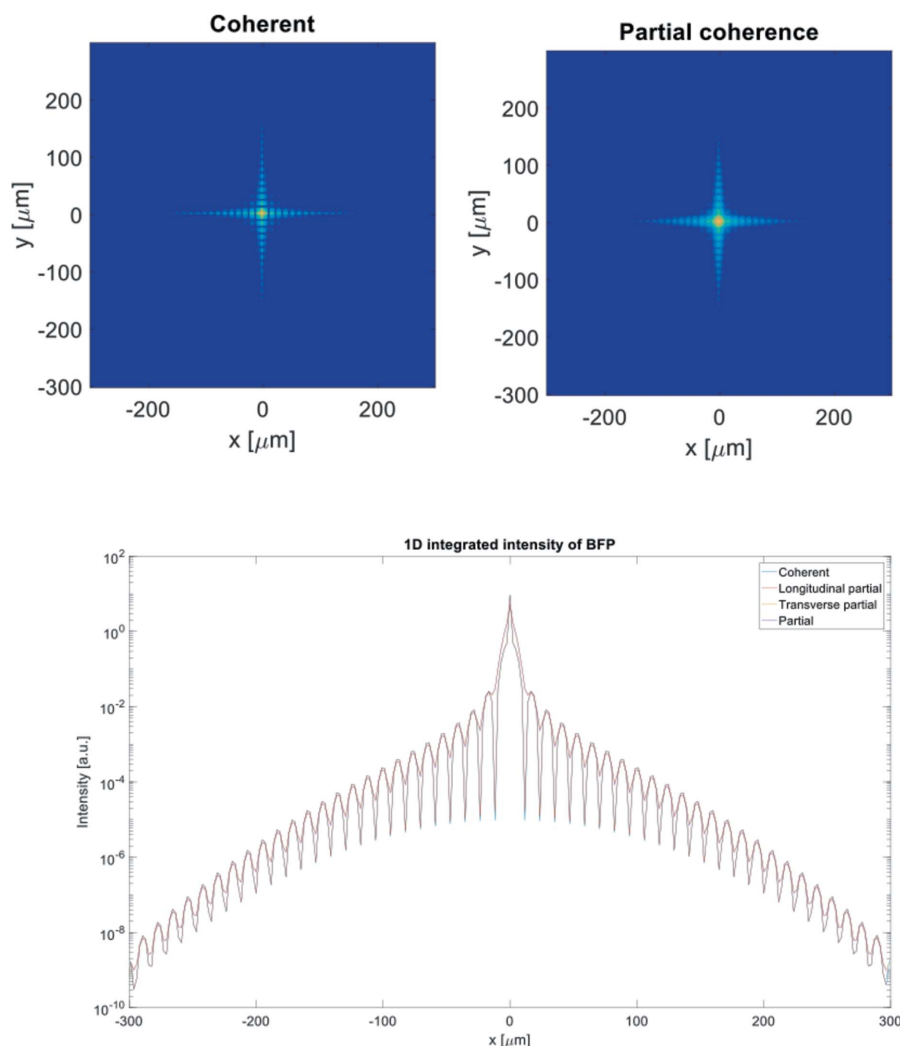 Coherent
Partial coherence
200
100
0
-100
-200
-300
y [μm]
-200 0 200
x [μm]
200
100
0
-100
-200
-300
y [μm]
-200 0 200
x [μm]
1D integrated intensity of BFP
Coherent
Longitudinal partial
Transverse partial
Partial
10^2
10^0
10^-2
10^-4
10^-6
10^-8
10^-10
Intensity [a.u.]
-300 -200 -100 0 100 200 300
x [μm]